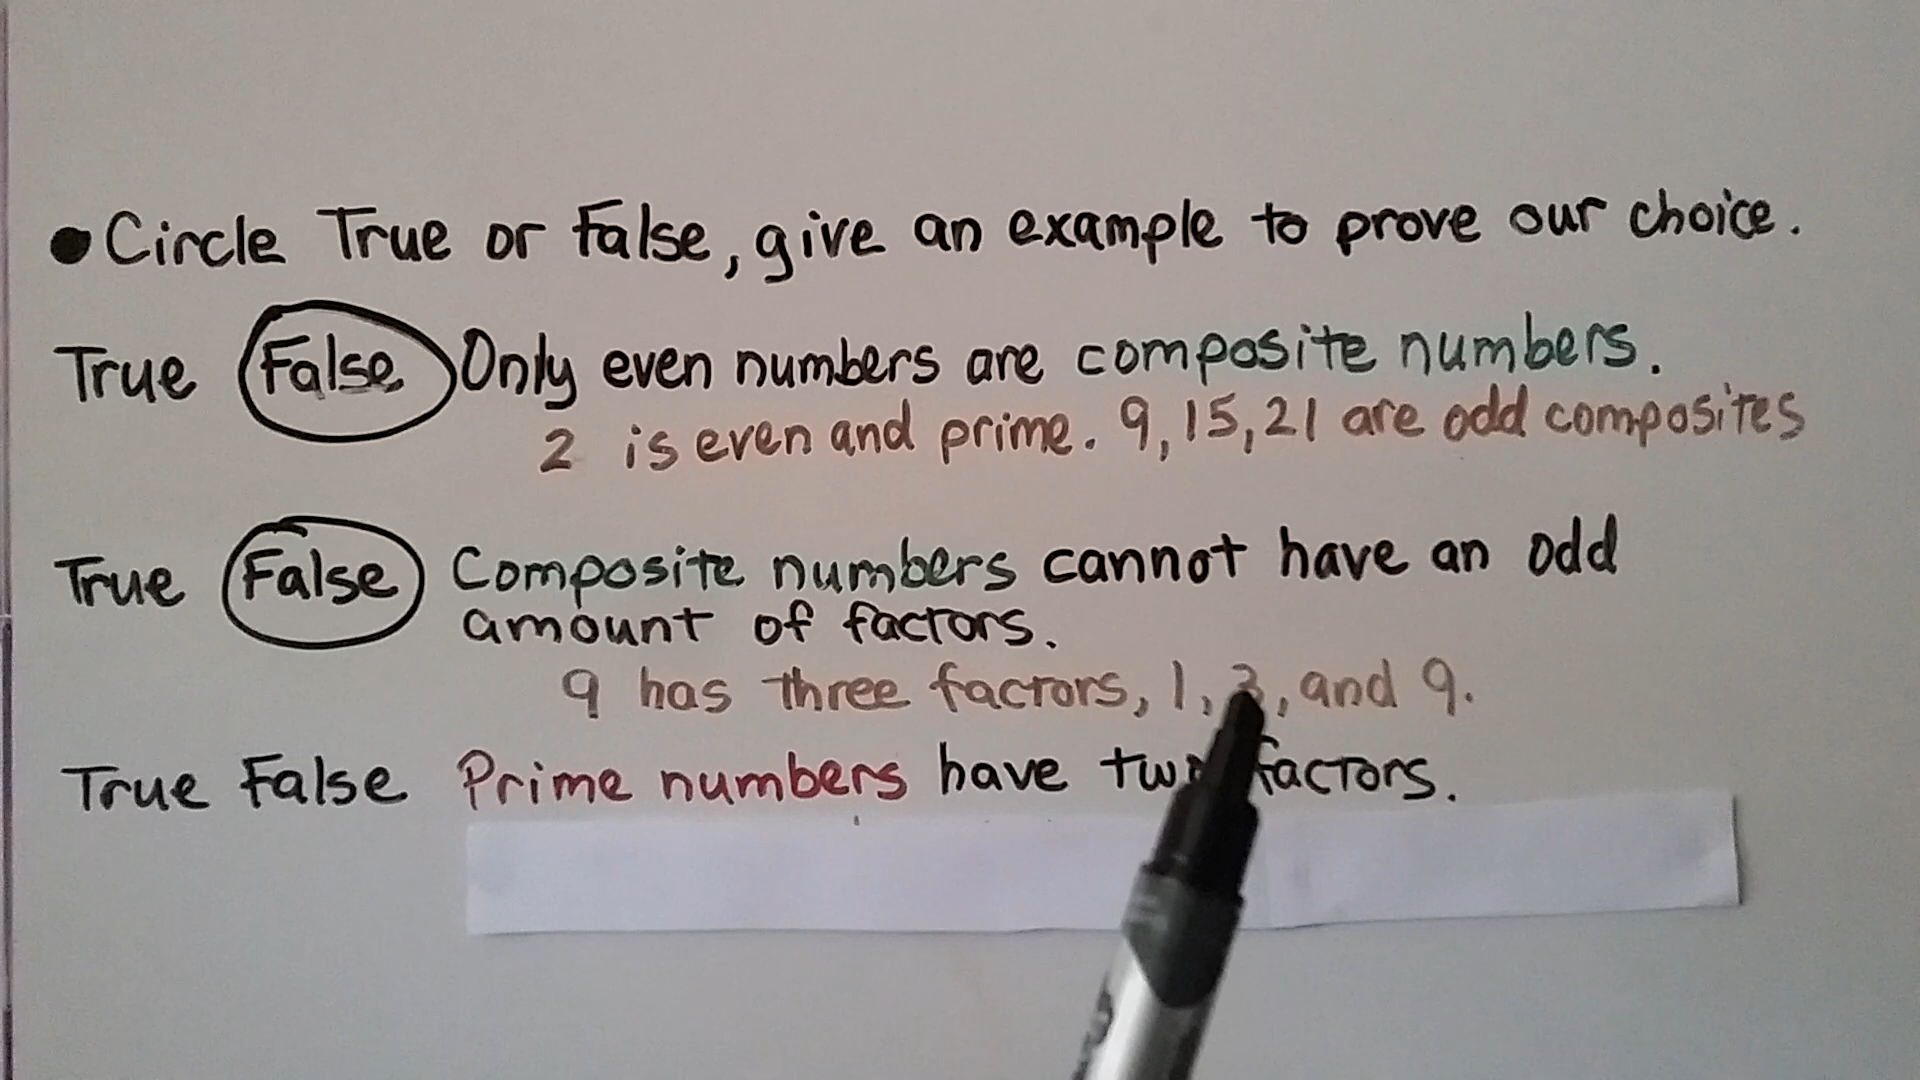 • Circle True or False, give an example to prove our choice.
True False Only even numbers are composite numbers.
2 is even and prime. 9, 15, 21 are odd composites
True False Composite numbers cannot have an odd
amount of factors.
9 has three factors, 1, 3, and 9.
True False Prime numbers have two factors.